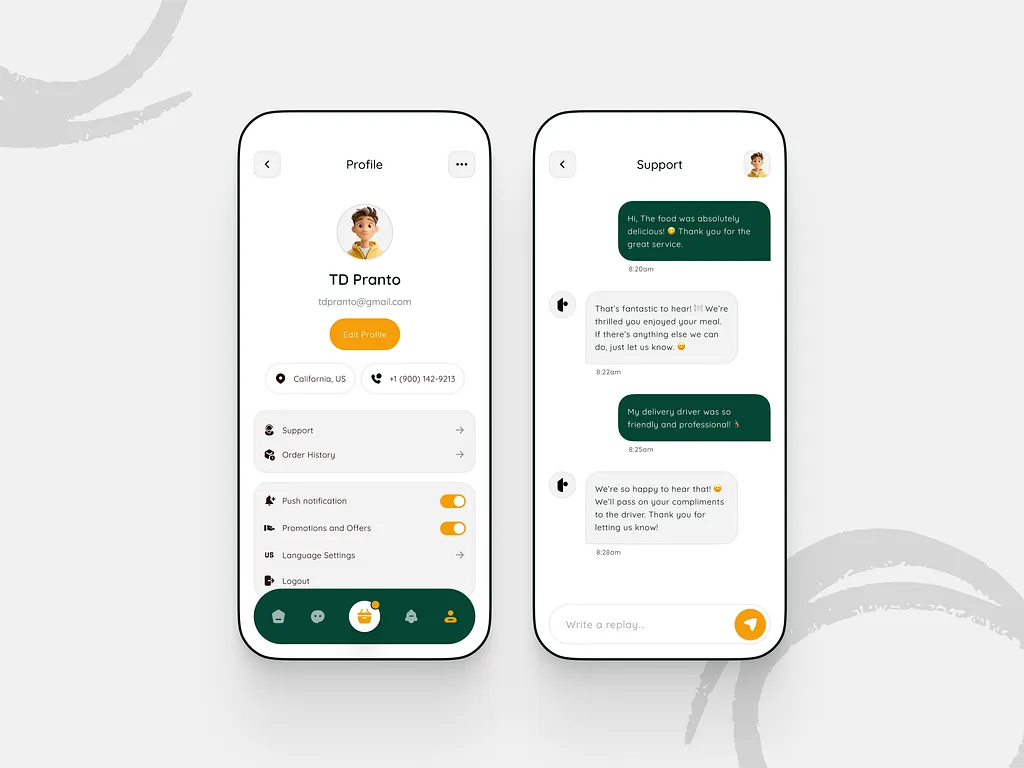 Profile
TD Pranto
tdpranto@gmail.com
Edit Profile
California, US
+1 (900) 142-9213
Support
Order History
Push notification
Promotions and Offers
US Language Settings
Logout
Support
Hi, The food was absolutely
delicious! 😋 Thank you for the
great service.
8:20am
That's fantastic to hear! 🍽️ We're
thrilled you enjoyed your meal.
If there's anything else we can
do, just let us know. 😊
8:22am
My delivery driver was so
friendly and professional!
8:25am
We're so happy to hear that! 😊
We'll pass on your compliments
to the driver. Thank you for
letting us know!
8:28am
Write a replay...